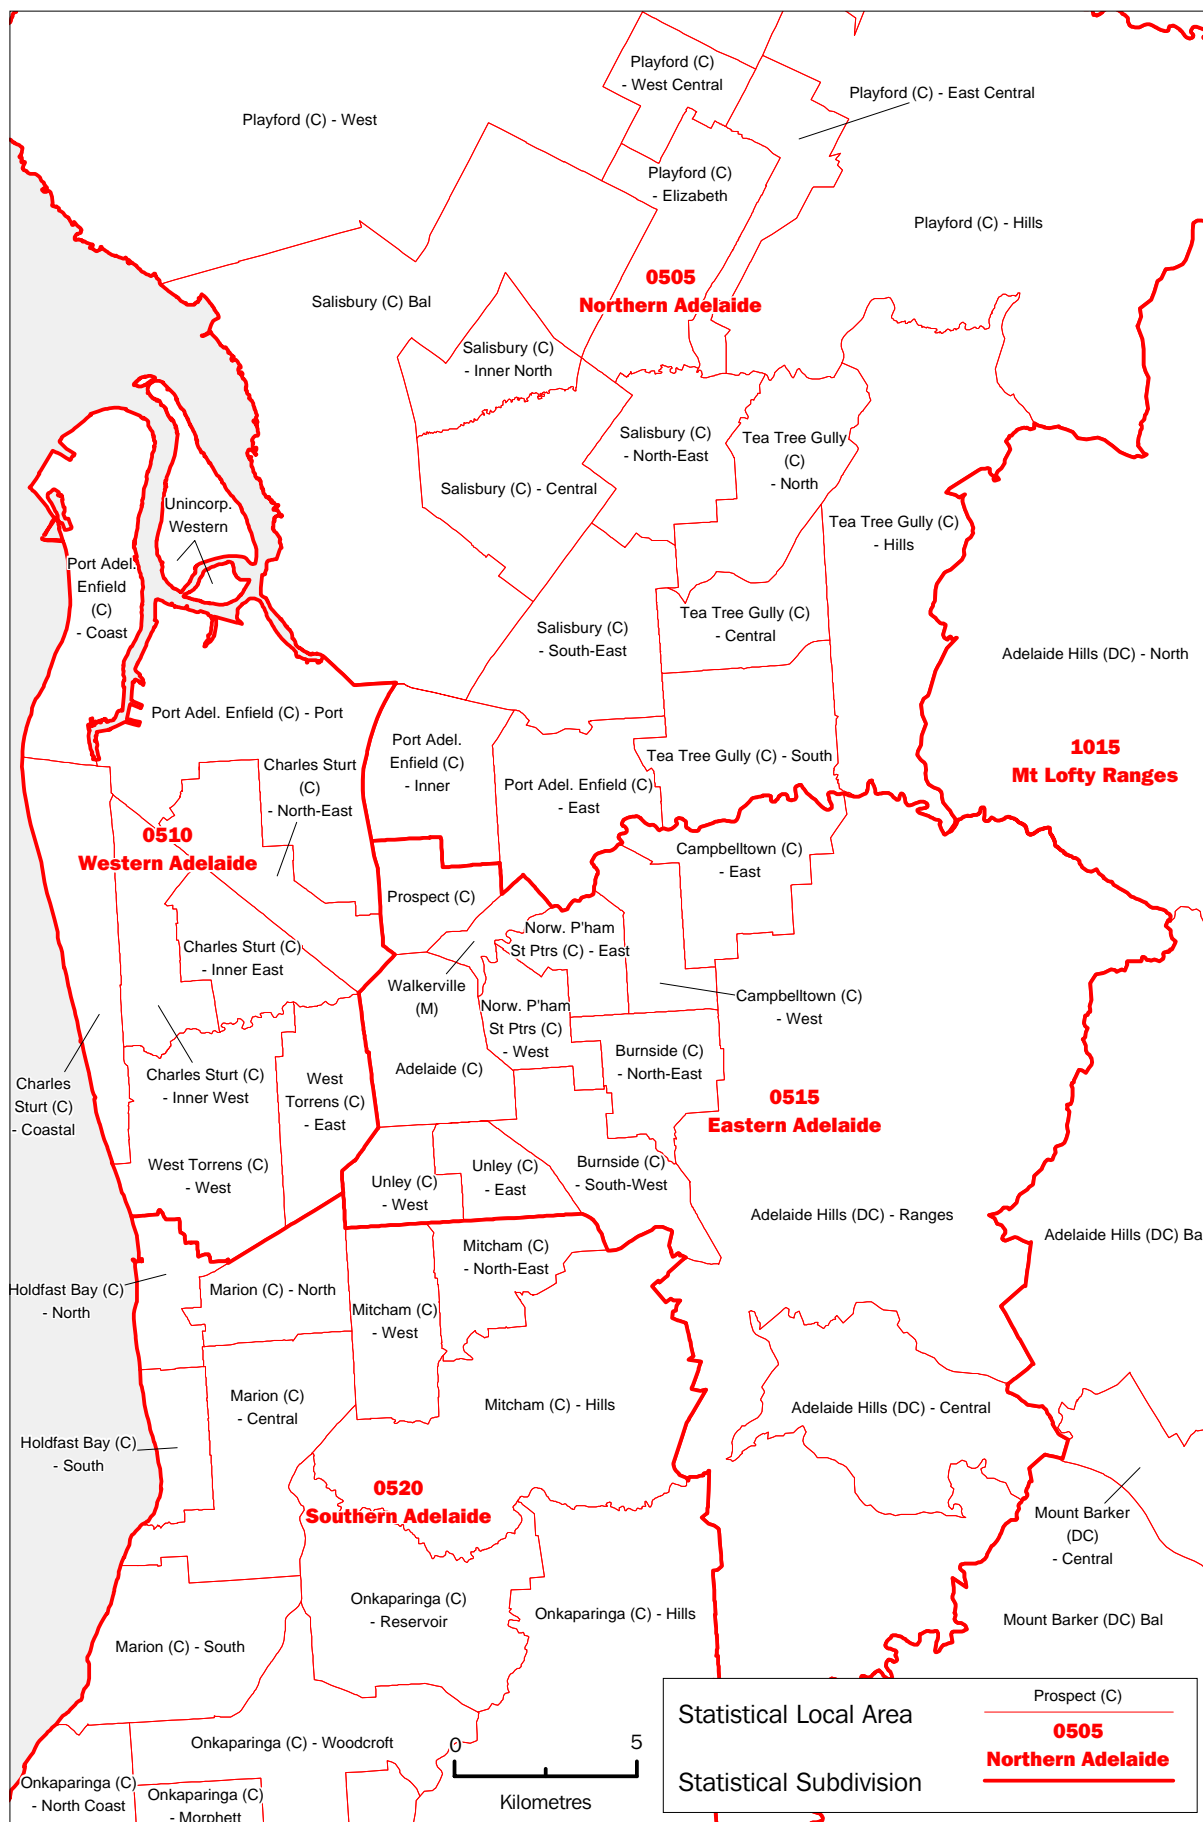 Playford (C)
- West Central
Playford (C) - East Central
Playford (C) - West
Playford (C)
- Elizabeth
Playford (C) - Hills
0505
Northern Adelaide
Salisbury (C) Bal
Salisbury (C)
- Inner North
Salisbury (C)
- North-East
Tea Tree Gully
(C)
- North
Salisbury (C) - Central
Unincorp.
Western
Tea Tree Gully (C)
- Hills
Port Adel.
Enfield
(C)
- Coast
Tea Tree Gully (C)
- Central
Salisbury (C)
- South-East
Adelaide Hills (DC) - North
Port Adel. Enfield (C) - Port
Port Adel.
Enfield (C)
- Inner
Charles Sturt
(C)
- North-East
Tea Tree Gully (C) - South
1015
Mt Lofty Ranges
Port Adel. Enfield (C)
- East
0510
Western Adelaide
Campbelltown (C)
- East
Prospect (C)
Norw. P'ham
St Ptrs (C) - East
Charles Sturt (C)
- Inner East
Walkerville
(M)
Campbelltown (C)
- West
Norw. P'ham
St Ptrs (C)
- West
Burnside (C)
- North-East
Adelaide (C)
Charles Sturt (C)
- Inner West
West
Torrens (C)
- East
Charles
Sturt (C)
- Coastal
0515
Eastern Adelaide
West Torrens (C)
- West
Unley (C)
- West
Unley (C)
- East
Burnside (C)
- South-West
Adelaide Hills (DC) - Ranges
Adelaide Hills (DC) Ba
Mitcham (C)
- North-East
Holdfast Bay (C)
- North
Marion (C) - North
Mitcham (C)
- West
Marion (C)
- Central
Mitcham (C) - Hills
Adelaide Hills (DC) - Central
Holdfast Bay (C)
- South
0520
Southern Adelaide
Mount Barker
(DC)
- Central
Onkaparinga (C)
- Reservoir
Onkaparinga (C) - Hills
Mount Barker (DC) Bal
Marion (C) - South
Onkaparinga (C) - Woodcroft
Onkaparinga (C)
- North Coast
Onkaparinga (C)
- Morphett
0 5
Kilometres
Statistical Local Area
Prospect (C)
0505
Northern Adelaide
Statistical Subdivision